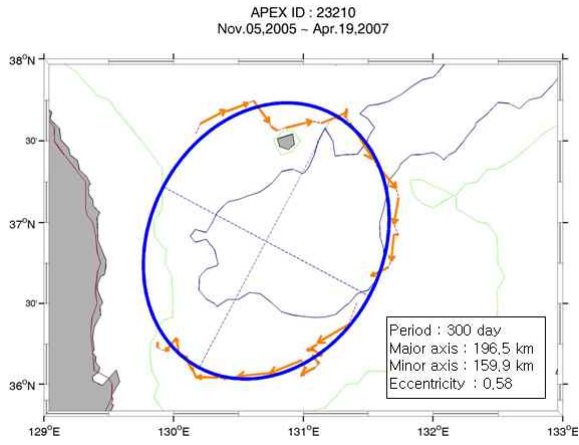 APEX ID : 23210
Nov.05,2005 ~ Apr.19,2007
38°N
30'
37°N
30'
36°N
Period : 300 day
Major axis : 196,5 km
Minor axis : 159,9 km
Eccentricity : 0,58
129°E
130°E
131°E
132°E
133°E